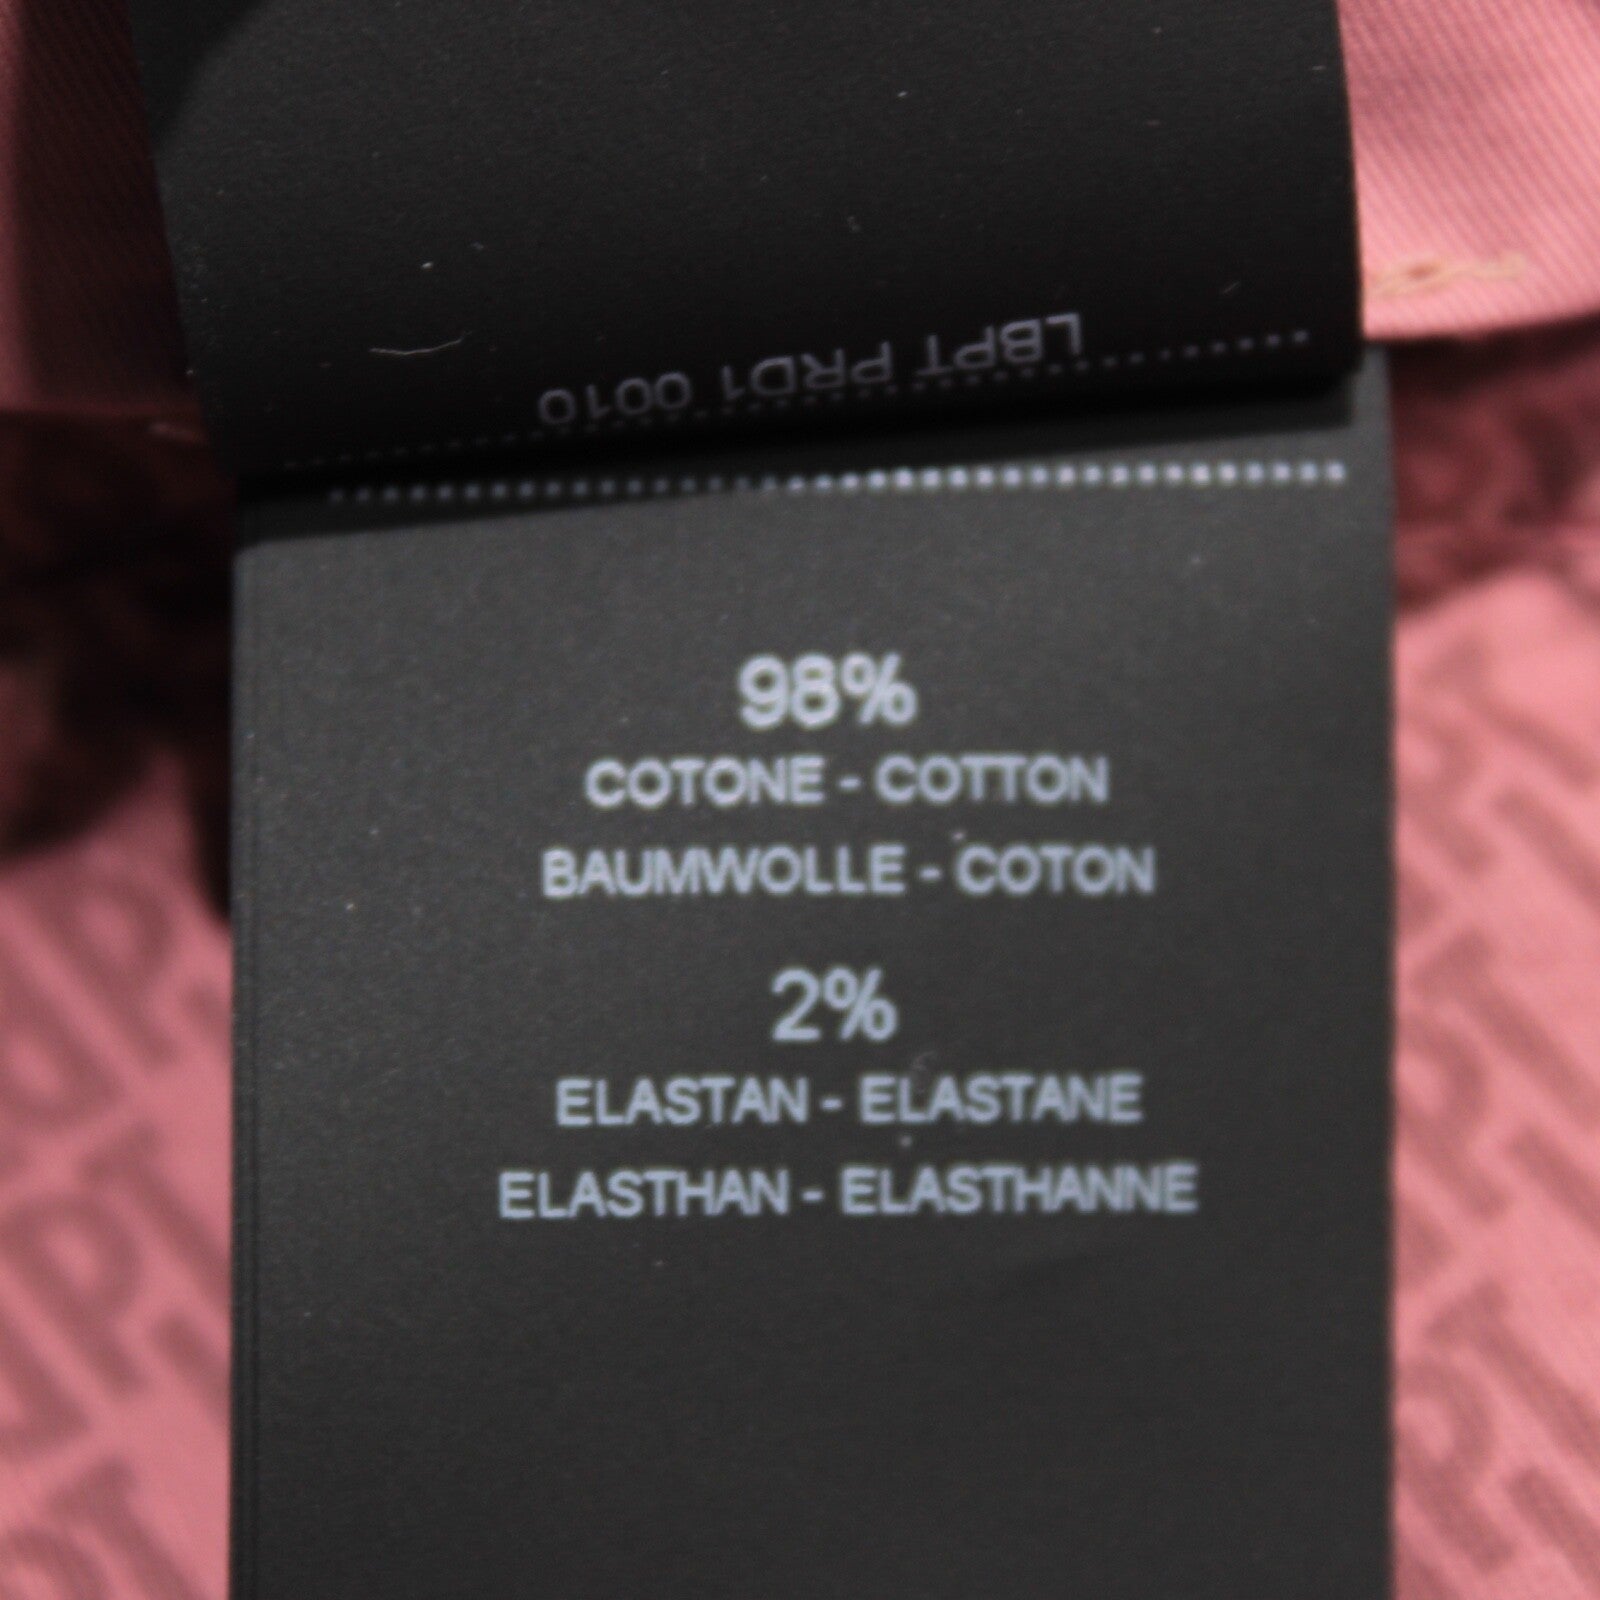 LBPT PRD1 0010
98%
COTONE - COTTON
BAUMWOLLE - COTON
2%
ELASTAN - ELASTANE
ELASTHAN - ELASTHANNE